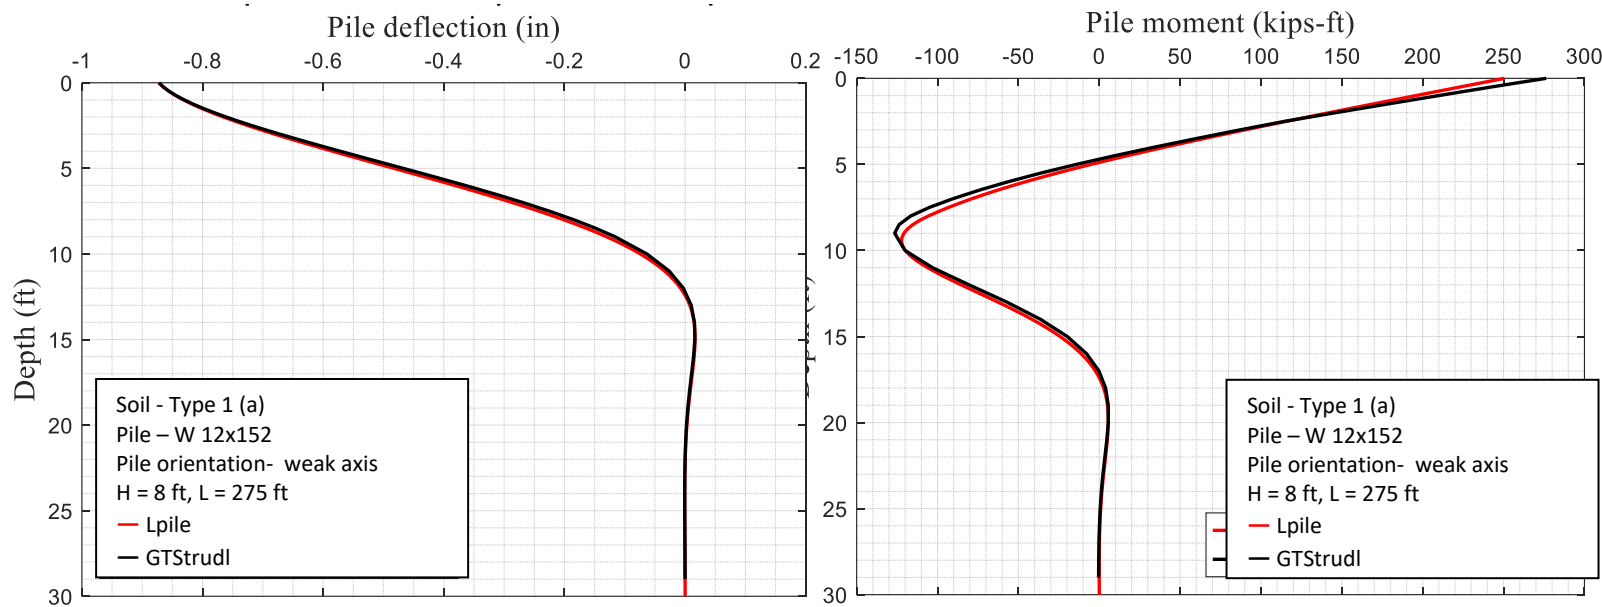 Pile deflection (in)
-1 -0.8 -0.6 -0.4 -0.2 0 0.2
0
5
10
15
20
25
30
Depth (ft)
Soil - Type 1 (a)
Pile – W 12x152
Pile orientation- weak axis
H = 8 ft, L = 275 ft
Lpile
GTStrudl
Pile moment (kips-ft)
-150 -100 -50 0 50 100 150 200 250 300
0
5
10
15
20
25
30
Soil - Type 1 (a)
Pile – W 12x152
Pile orientation- weak axis
H = 8 ft, L = 275 ft
Lpile
GTStrudl